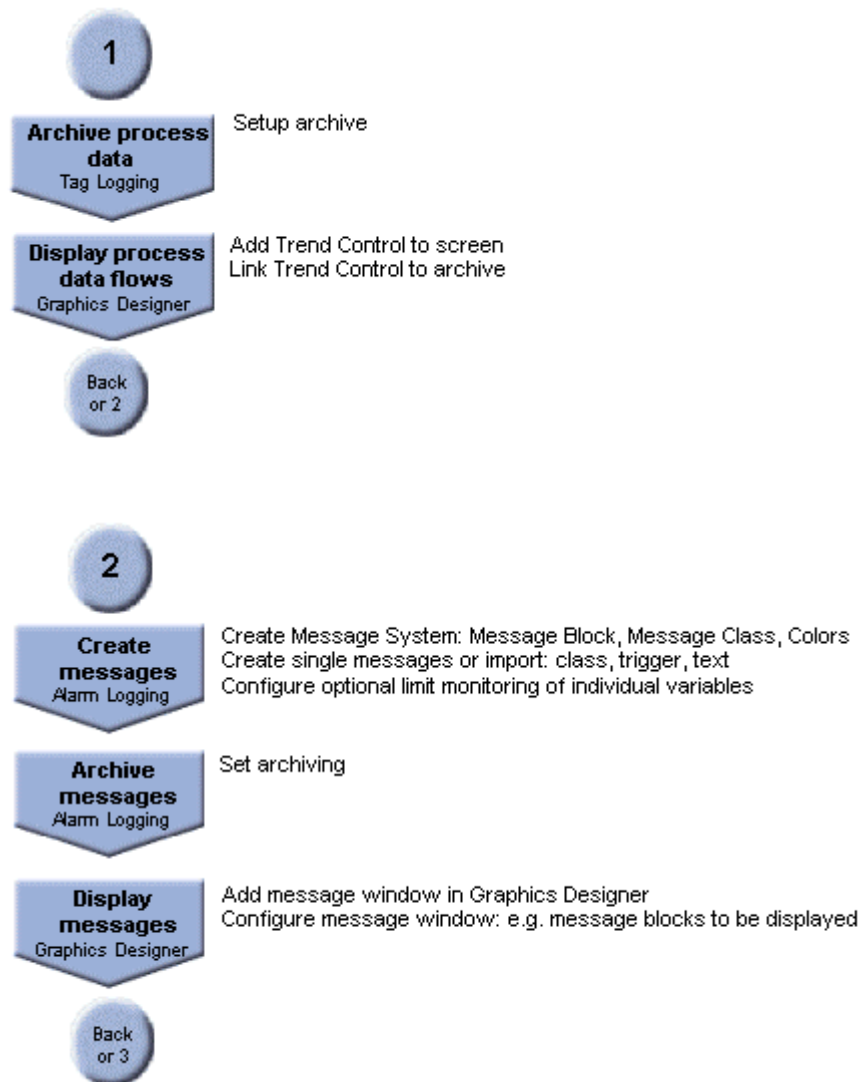 1
Archive process
data
Tag Logging
Setup archive
Display process
data flows
Graphics Designer
Add Trend Control to screen
Link Trend Control to archive
Back
or 2
2
Create
messages
Alarm Logging
Create Message System: Message Block, Message Class, Colors
Create single messages or import: class, trigger, text
Configure optional limit monitoring of individual variables
Archive
messages
Alarm Logging
Set archiving
Display
messages
Graphics Designer
Add message window in Graphics Designer
Configure message window: e.g. message blocks to be displayed
Back
or 3